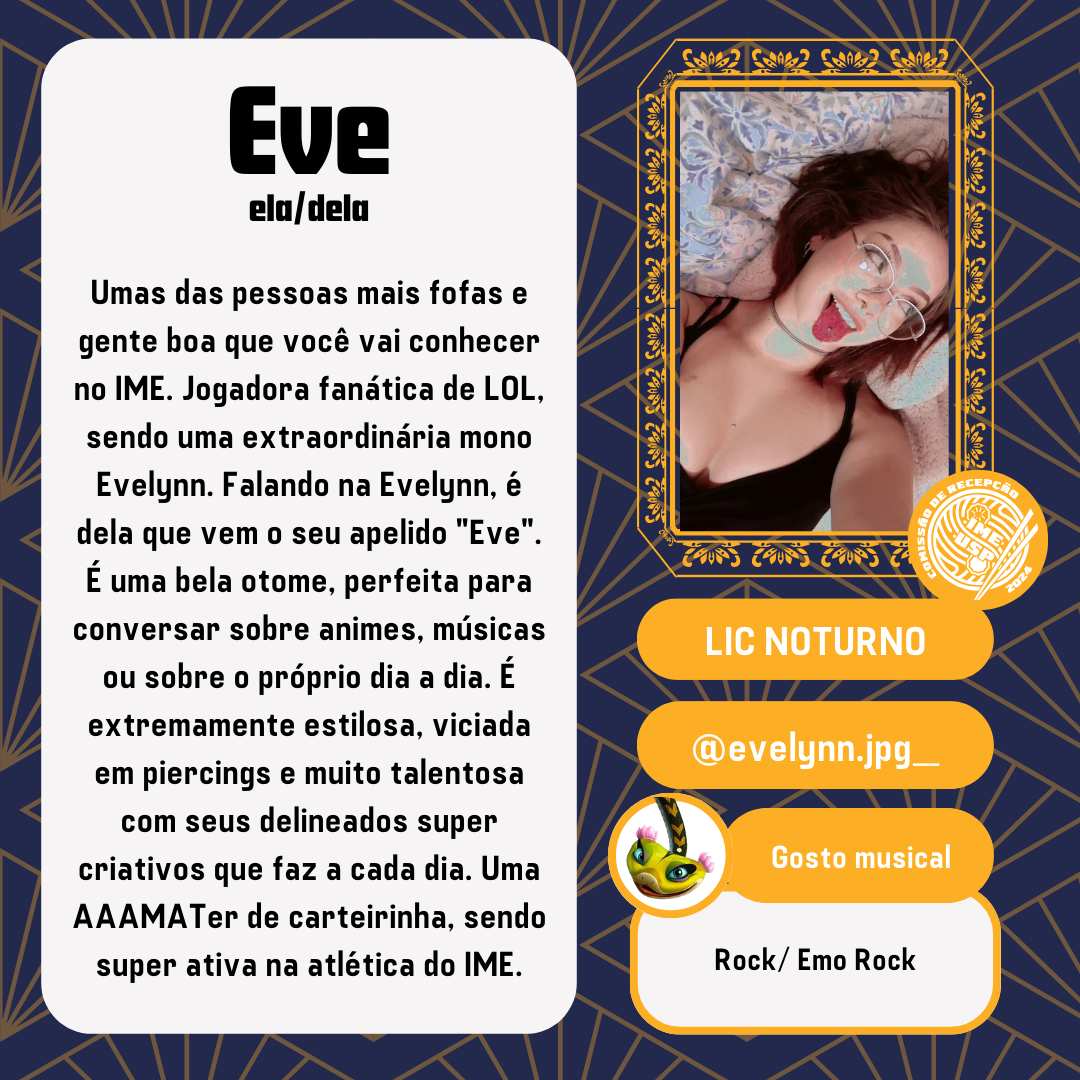 Eve
ela/dela
Umas das pessoas mais fofas e
gente boa que você vai conhecer
no IME. Jogadora fanática de LOL,
sendo uma extraordinária mono
Evelynn. Falando na Evelynn, é
dela que vem o seu apelido "Eve".
É uma bela otome, perfeita para
conversar sobre animes, músicas
ou sobre o próprio dia a dia. É
extremamente estilosa, viciada
em piercings e muito talentosa
com seus delineados super
criativos que faz a cada dia. Uma
AAAMATer de carteirinha, sendo
super ativa na atlética do IME.
COMISSÃO DE RECEPÇÃO
IME
USP
2024
LIC NOTURNO
@evelynn.jpg__
Gosto musical
Rock/ Emo Rock